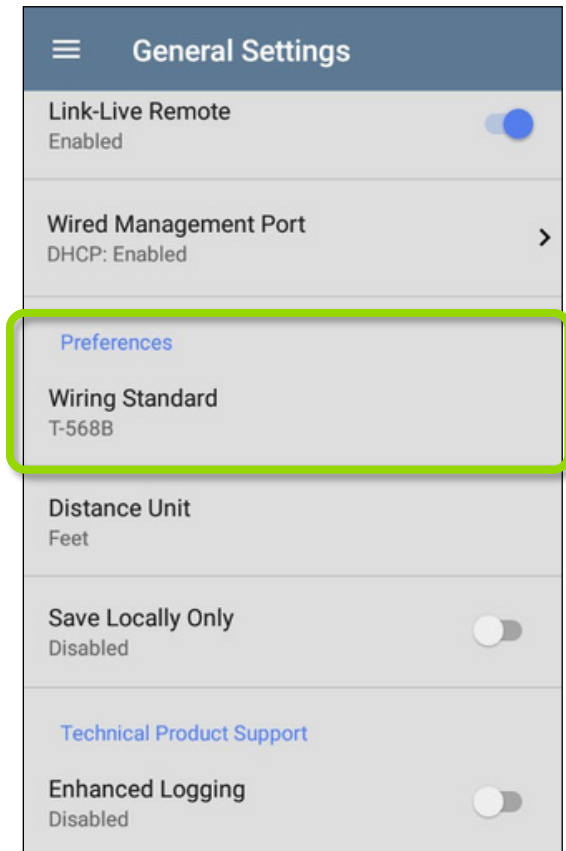 General Settings
Link-Live Remote
Enabled
Wired Management Port
DHCP: Enabled
Preferences
Wiring Standard
T-568B
Distance Unit
Feet
Save Locally Only
Disabled
Technical Product Support
Enhanced Logging
Disabled